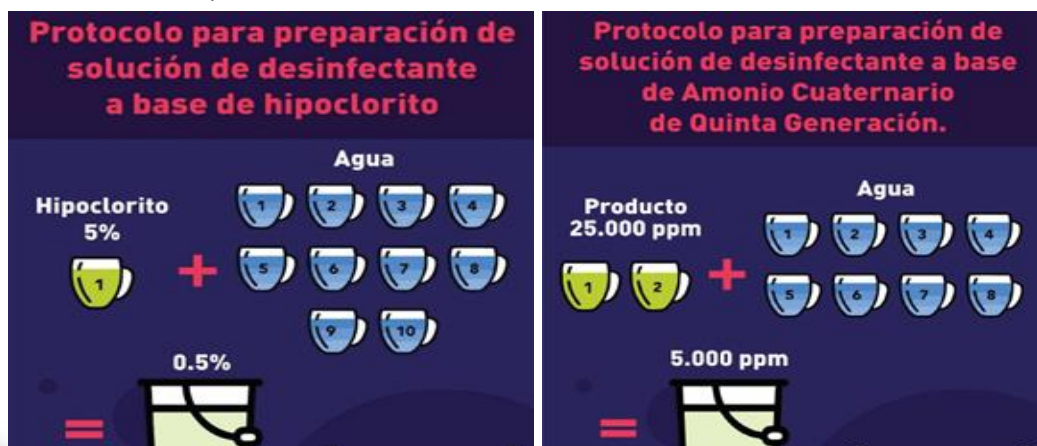 Protocolo para preparación de
solución de desinfectante
a base de hipoclorito
Agua
Hipoclorito
5%
1
1 2 3 4
+
5 6 7 8
9 10
0.5%
=
Protocolo para preparación de
solución de desinfectante a base
de Amonio Cuaternario
de Quinta Generación.
Agua
Producto
25.000 ppm
1 2 3 4
1 2
+
5 6 7 8
5.000 ppm
=